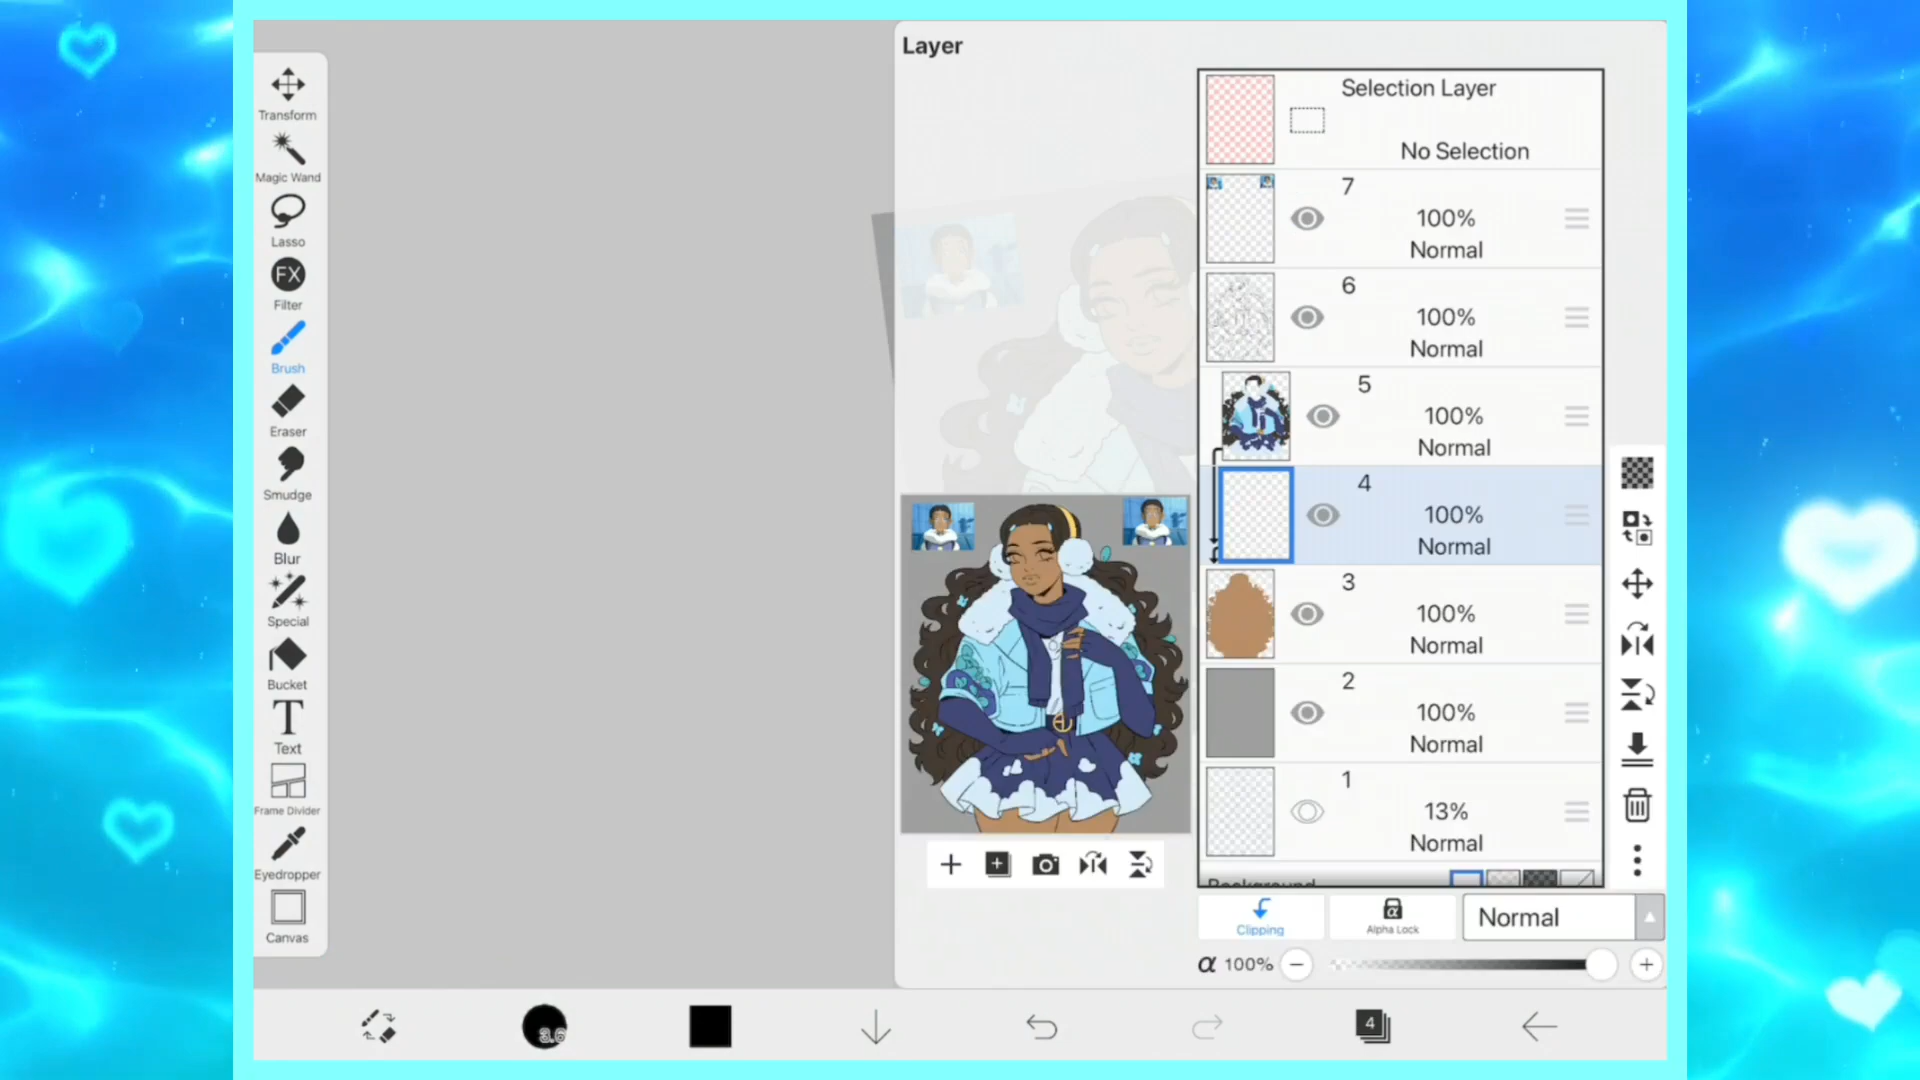 Layer
Transform
Magic Wand
Lasso
FX
Filter
Brush
Eraser
Smudge
Blur
Special
Bucket
Text
Frame Divider
Eyedropper
Canvas
Selection Layer
No Selection
7
100%
Normal
6
100%
Normal
5
100%
Normal
4
100%
Normal
3
100%
Normal
2
100%
Normal
1
13%
Normal
Background
Clipping
Alpha Lock
Normal
α 100%
3.6
4